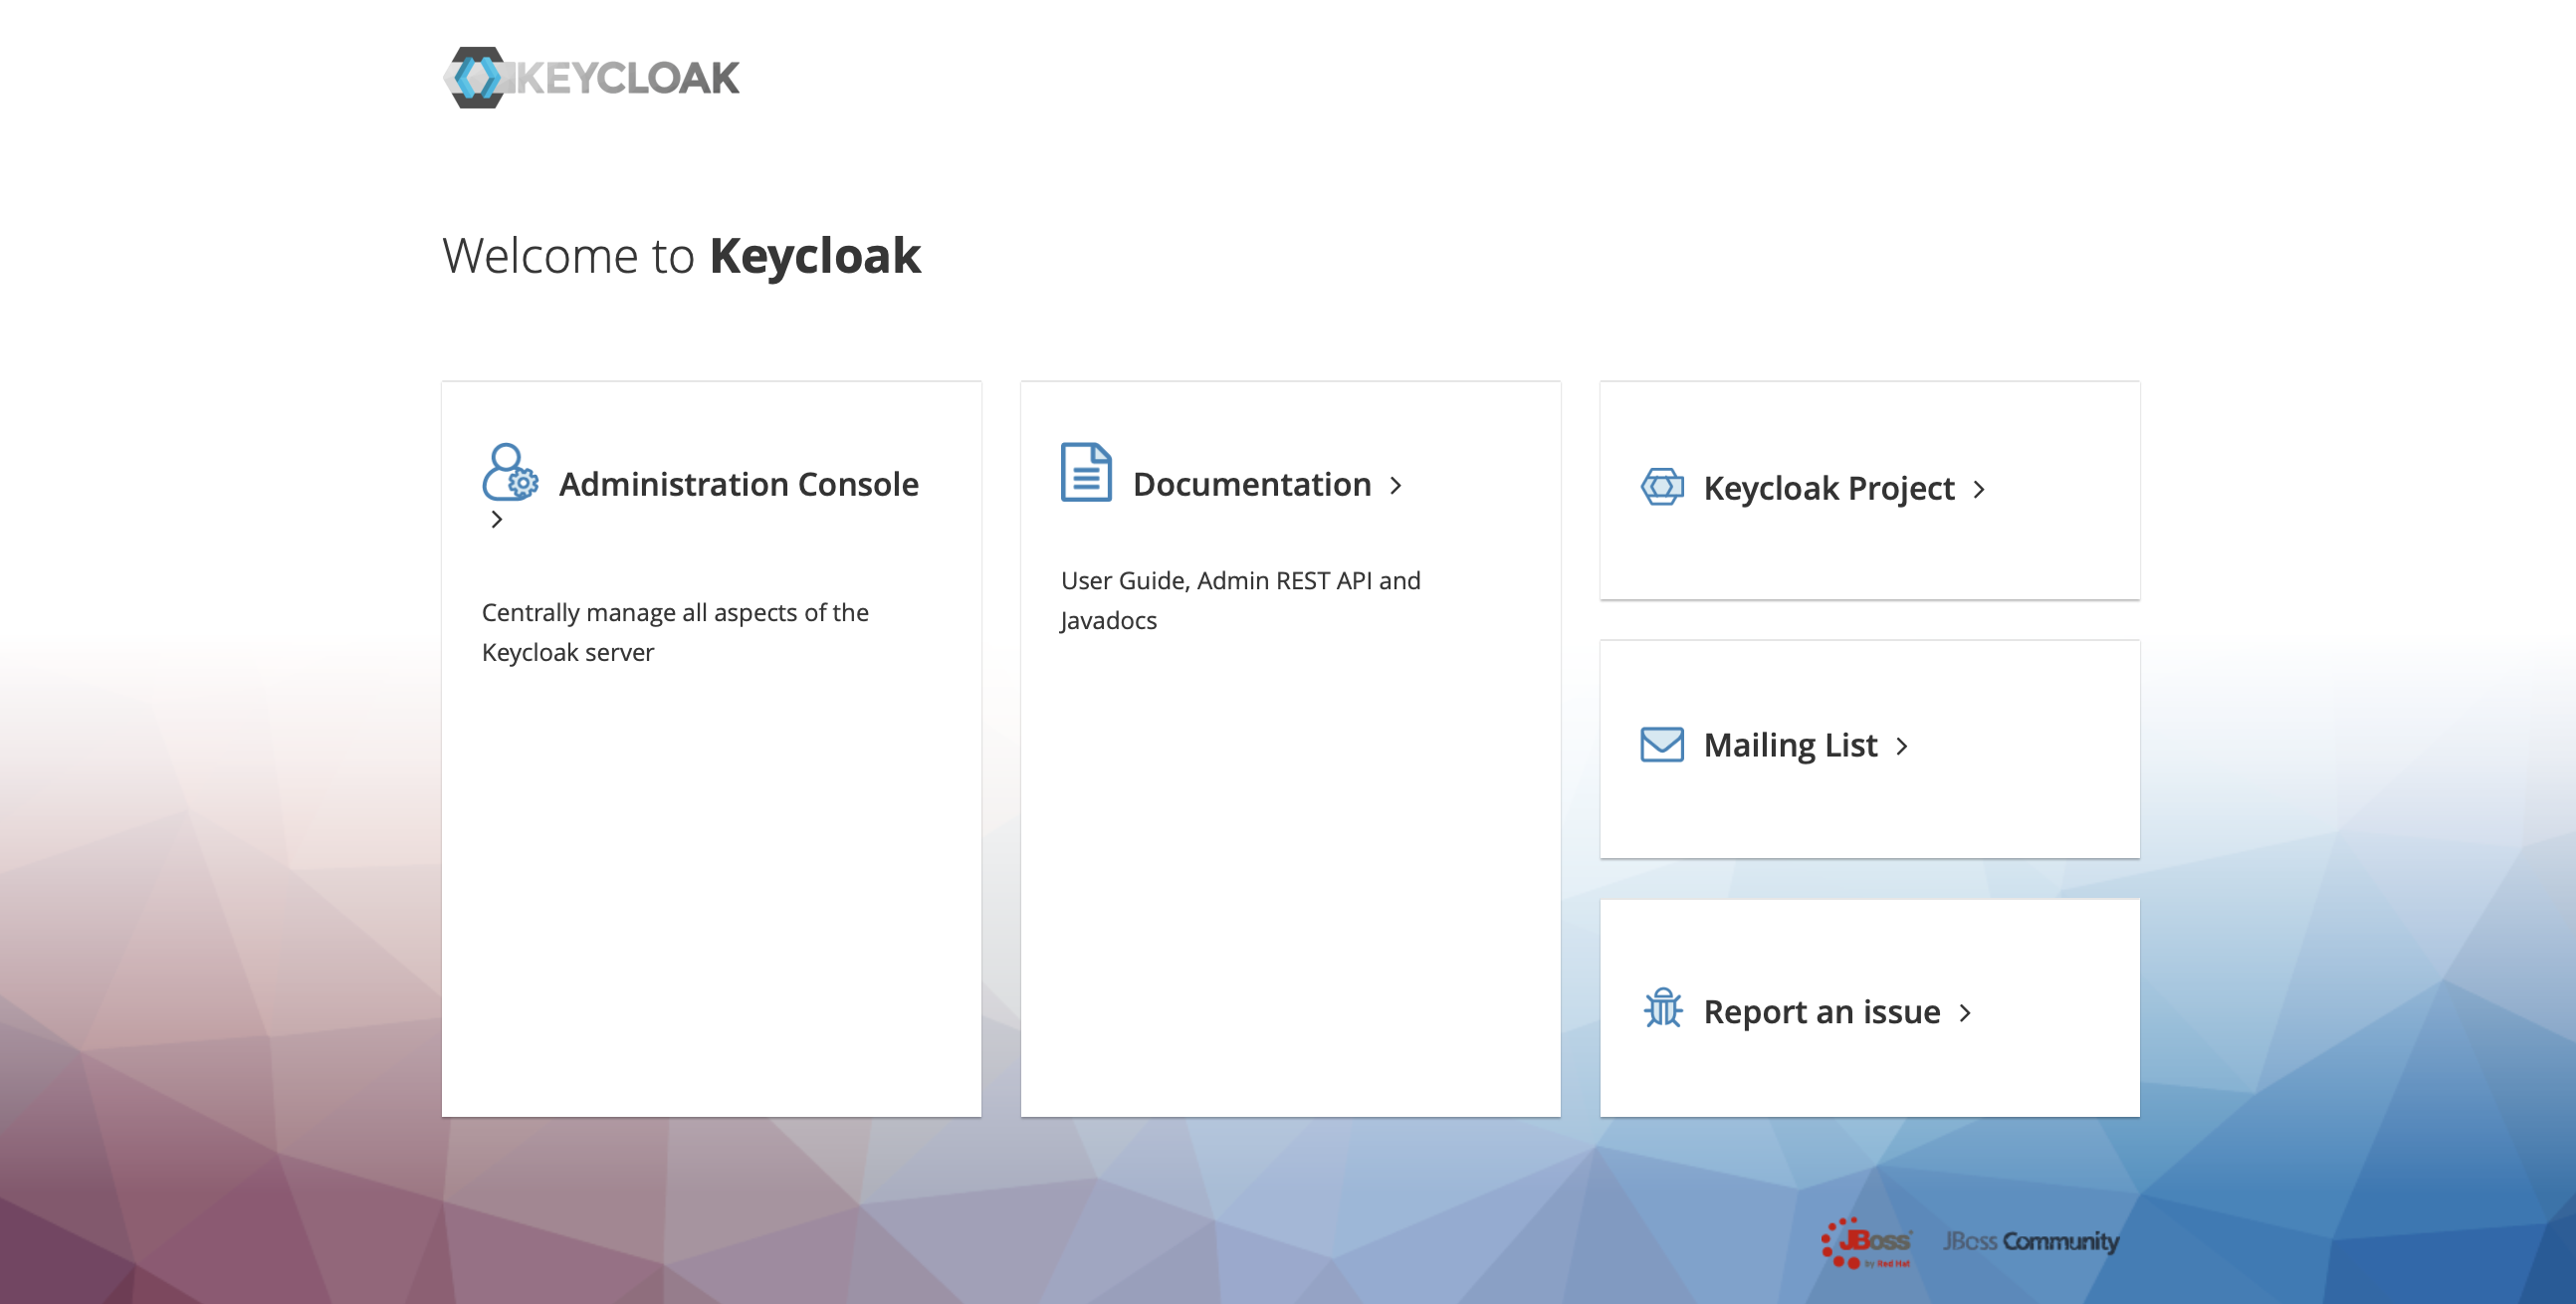 KEYCLOAK
Welcome to Keycloak
Administration Console
Centrally manage all aspects of the
Keycloak server
Documentation
User Guide, Admin REST API and
Javadocs
Keycloak Project
Mailing List
Report an issue
JBoss
by Red Hat
JBoss Community